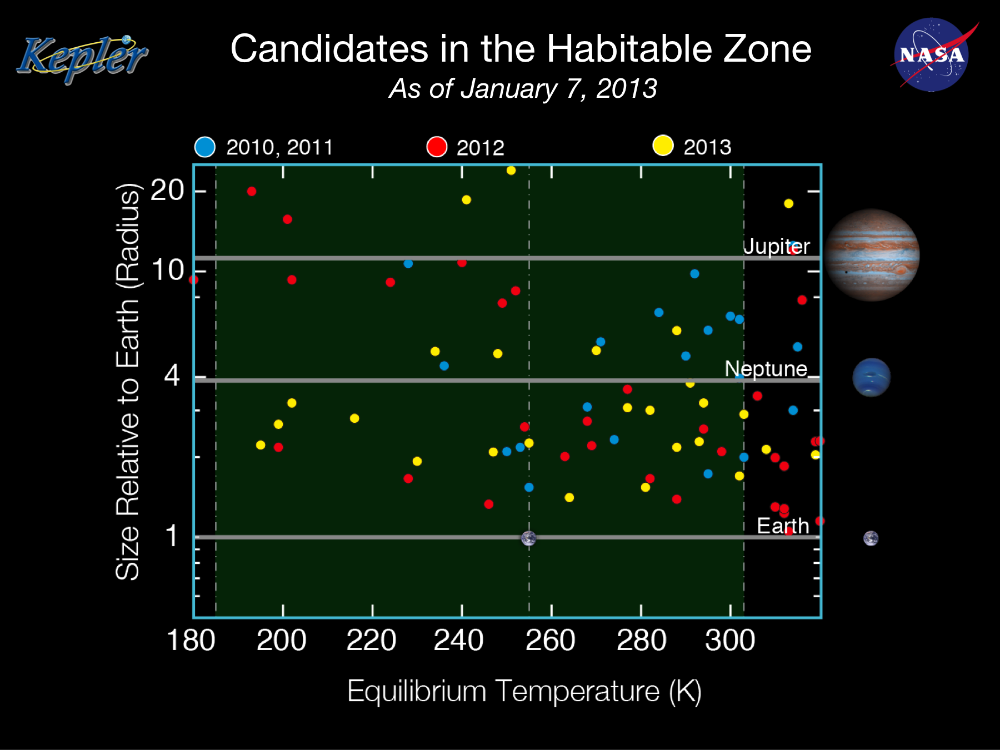 Kepler
NASA
Candidates in the Habitable Zone
As of January 7, 2013
2010, 2011
2012
2013
Size Relative to Earth (Radius)
20
10
4
1
Jupiter
Neptune
Earth
180 200 220 240 260 280 300
Equilibrium Temperature (K)